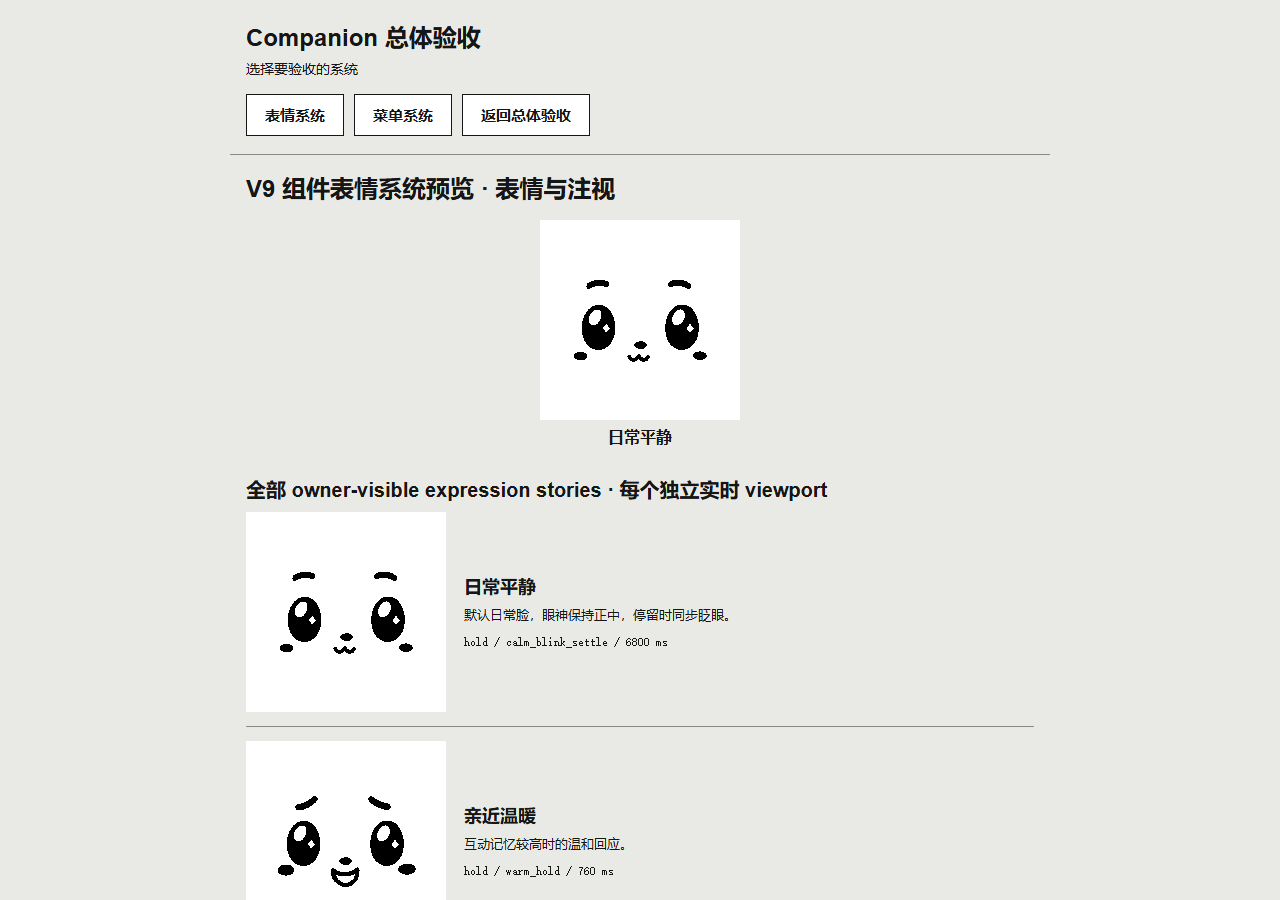 Companion 总体验收
选择要验收的系统
表情系统 菜单系统 返回总体验收
V9 组件表情系统预览 · 表情与注视
日常平静
全部 owner-visible expression stories · 每个独立实时 viewport
日常平静
默认日常脸，眼神保持正中，停留时同步眨眼。
hold / calm_blink_settle / 6800 ms
亲近温暖
互动记忆较高时的温和回应。
hold / warm_hold / 760 ms